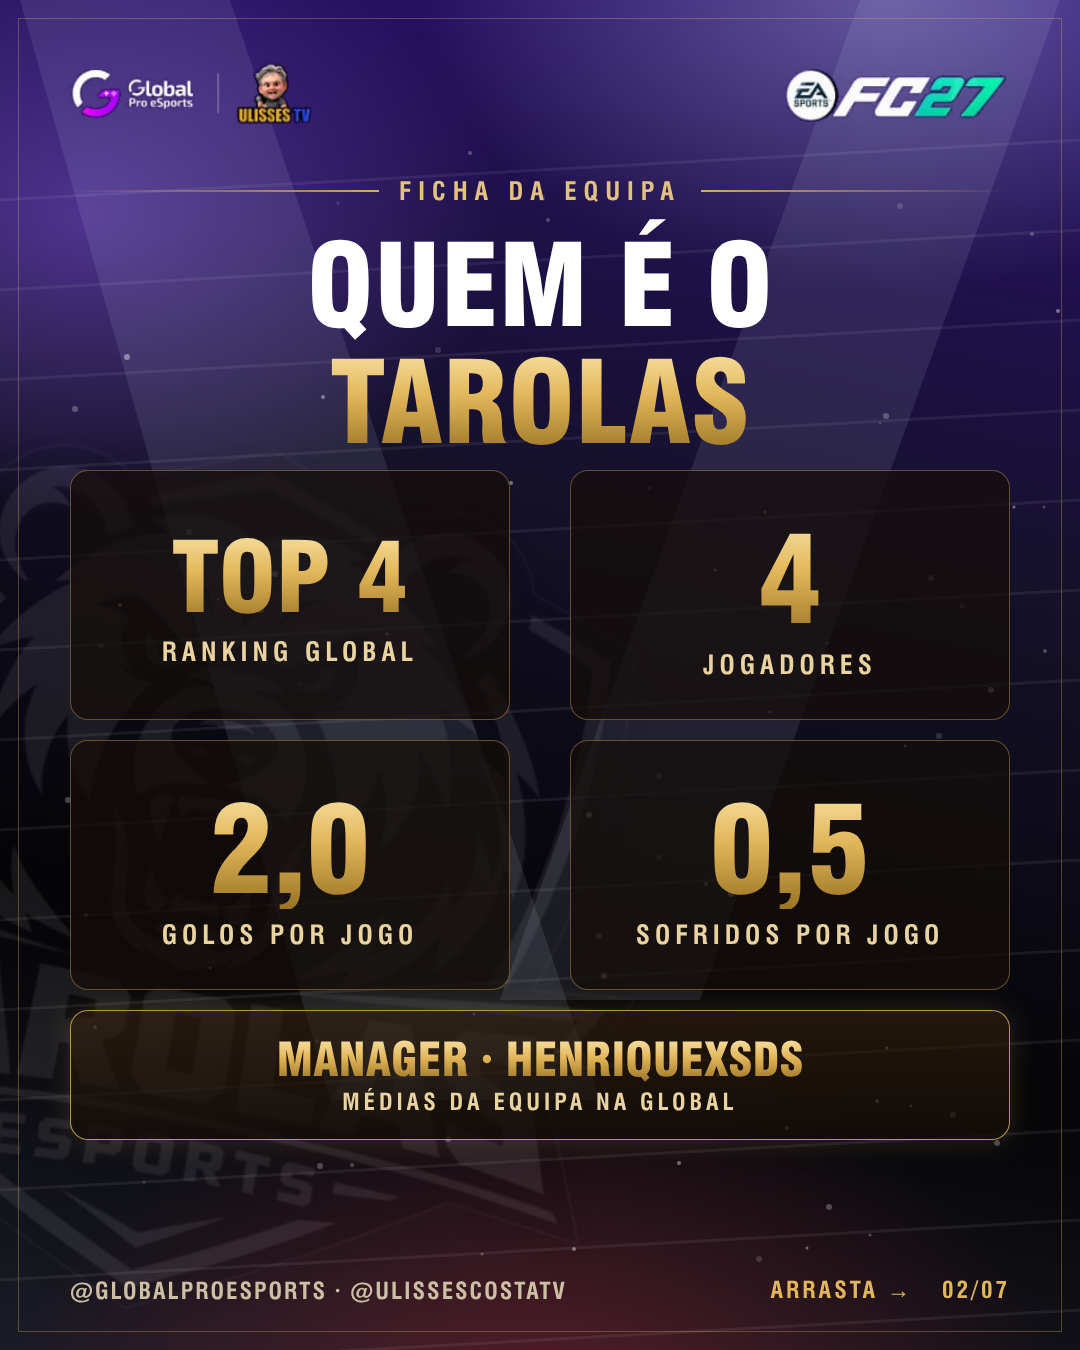 Global
Pro eSports
ULISSES TV
EA
SPORTS
FC27
FICHA DA EQUIPA
QUEM É O
TAROLAS
TOP 4
RANKING GLOBAL
4
JOGADORES
2,0
GOLOS POR JOGO
0,5
SOFRIDOS POR JOGO
MANAGER · HENRIQUEXSDS
MÉDIAS DA EQUIPA NA GLOBAL
ESPORTS
@GLOBALPROESPORTS · @ULISSESCOSTATV
ARRASTA → 02/07